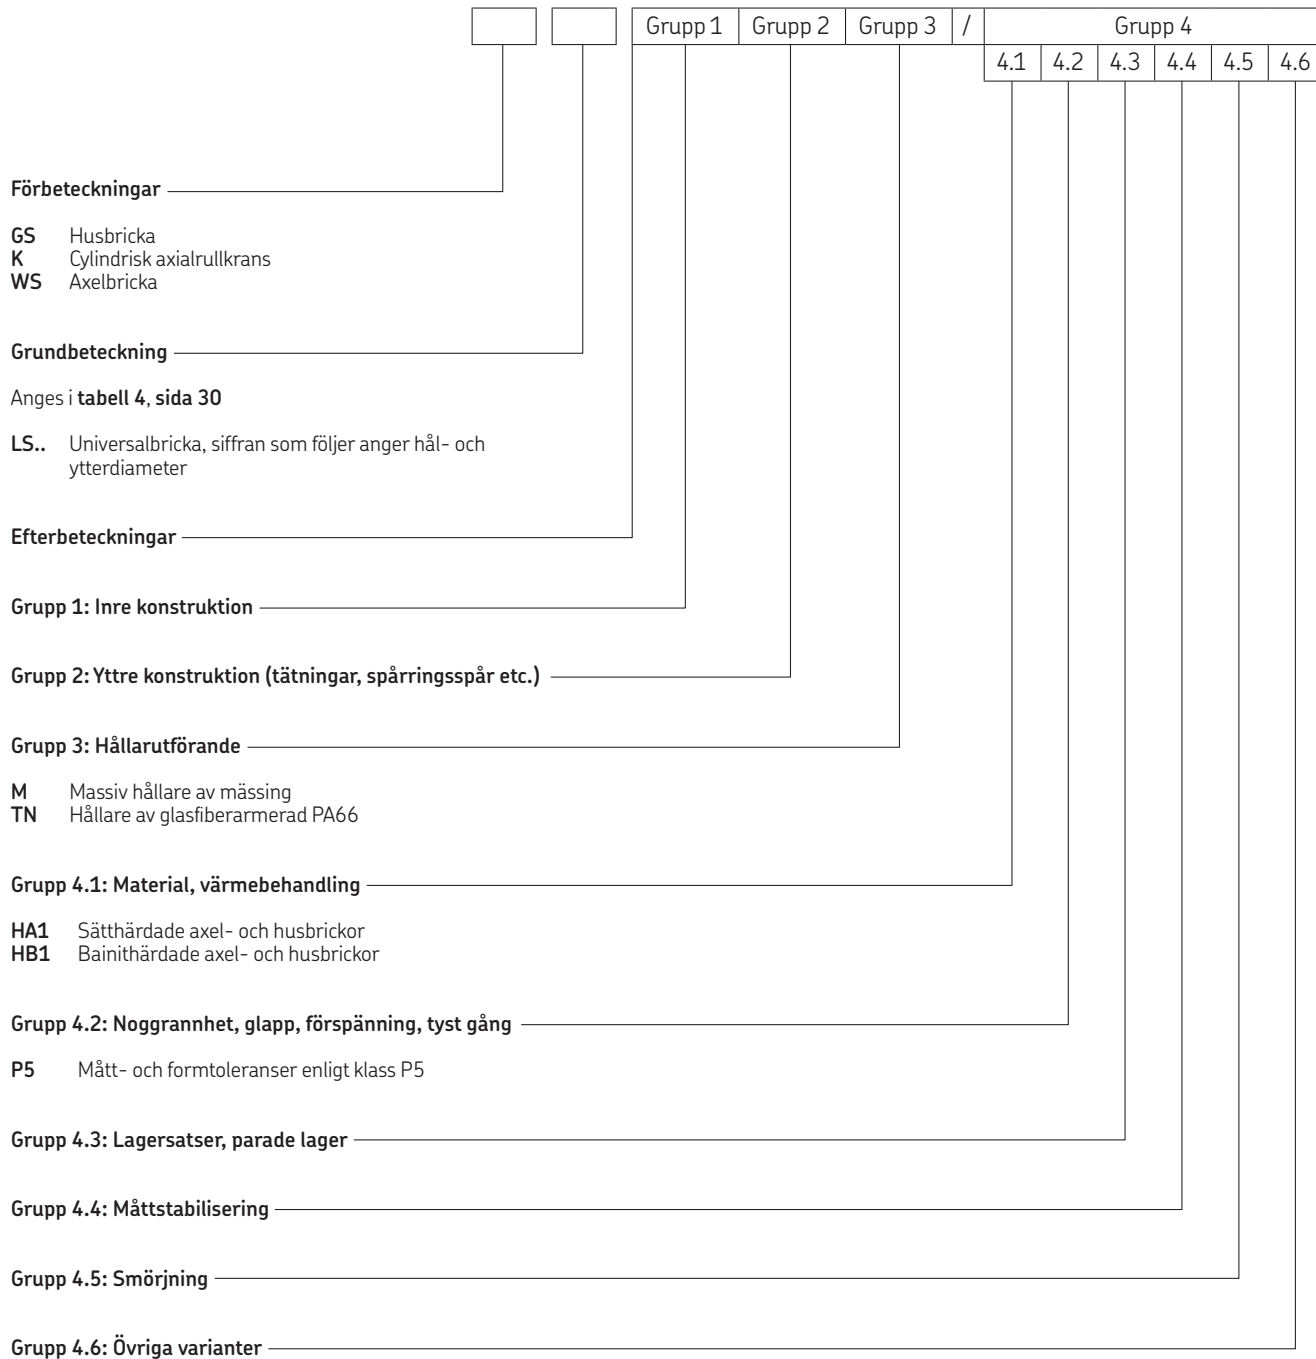 Grupp 1 Grupp 2 Grupp 3 / Grupp 4
4.1 4.2 4.3 4.4 4.5 4.6
Förbeteckningar
GS Husbricka
K Cylindrisk axialrullkrans
WS Axelbricka
Grundbeteckning
Anges i tabell 4, sida 30
LS.. Universalbricka, siffran som följer anger hål- och
ytterdiameter
Efterbeteckningar
Grupp 1: Inre konstruktion
Grupp 2: Yttre konstruktion (tätningar, spårringsspår etc.)
Grupp 3: Hållarutförande
M Massiv hållare av mässing
TN Hållare av glasfiberarmerad PA66
Grupp 4.1: Material, värmebehandling
HA1 Sätthärdade axel- och husbrickor
HB1 Bainithärdade axel- och husbrickor
Grupp 4.2: Noggrannhet, glapp, förspänning, tyst gång
P5 Mått- och formtoleranser enligt klass P5
Grupp 4.3: Lagersatser, parade lager
Grupp 4.4: Måttstabilisering
Grupp 4.5: Smörjning
Grupp 4.6: Övriga varianter